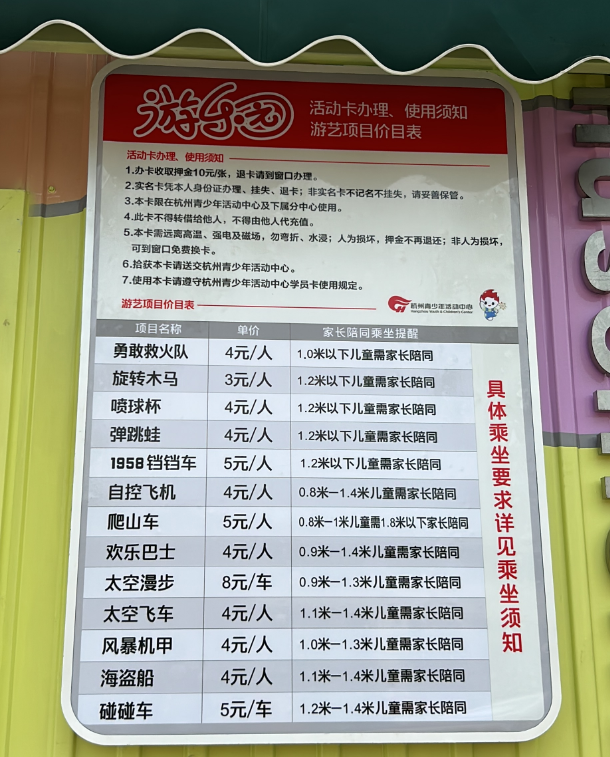 游乐园
活动卡办理、使用须知
游艺项目价目表
活动卡办理、使用须知
1.办卡收取押金10元/张，退卡请到窗口办理。
2.实名卡凭本人身份证办理、挂失、退卡；非实名卡不记名不挂失，请妥善保管。
3.本卡限在杭州青少年活动中心及下属分中心使用。
4.此卡不得转借给他人，不得由他人代充值。
5.本卡需远离高温、强电及磁场，勿弯折、水浸；人为损坏，押金不再退还；非人为损坏，
可到窗口免费换卡。
6.拾获本卡请送交杭州青少年活动中心。
7.使用本卡请遵守杭州青少年活动中心学员卡使用规定。
游艺项目价目表
杭州青少年活动中心
Hangzhou Youth & Children's Center
项目名称 单价 家长陪同乘坐提醒
勇敢救火队 4元/人 1.0米以下儿童需家长陪同
旋转木马 3元/人 1.2米以下儿童需家长陪同
喷球杯 4元/人 1.2米以下儿童需家长陪同
弹跳蛙 4元/人 1.2米以下儿童需家长陪同
1958铛铛车 5元/人 1.2米以下儿童需家长陪同
自控飞机 4元/人 0.8米—1.4米儿童需家长陪同
爬山车 5元/人 0.8米—1米儿童需1.8米以下家长陪同
欢乐巴士 4元/人 0.9米—1.4米儿童需家长陪同
太空漫步 8元/车 0.9米—1.3米儿童需家长陪同
太空飞车 4元/人 1.1米—1.4米儿童需家长陪同
风暴机甲 4元/人 1.0米—1.3米儿童需家长陪同
海盗船 4元/人 1.1米—1.4米儿童需家长陪同
碰碰车 5元/车 1.2米—1.4米儿童需家长陪同
具体乘坐要求详见乘坐须知